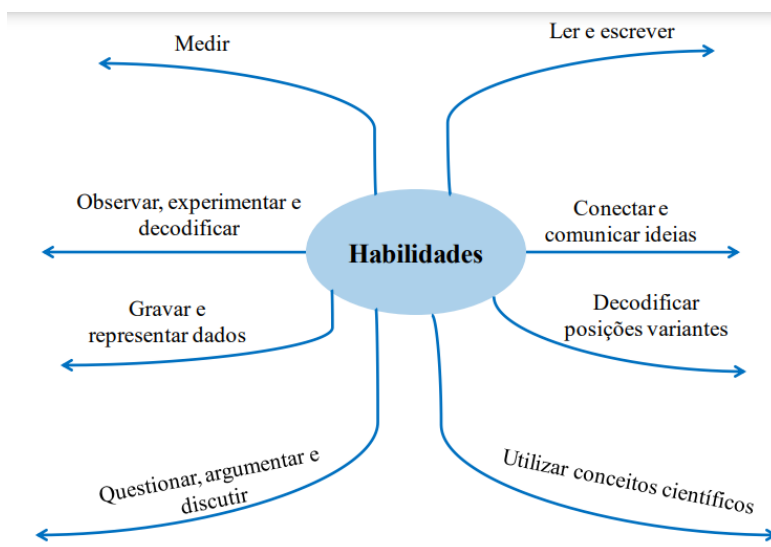 Medir
Ler e escrever
Observar, experimentar e
decodificar
Habilidades
Conectar e
comunicar ideias
Gravar e
representar dados
Decodificar
posições variantes
Questionar, argumentar e
discutir
Utilizar conceitos científicos